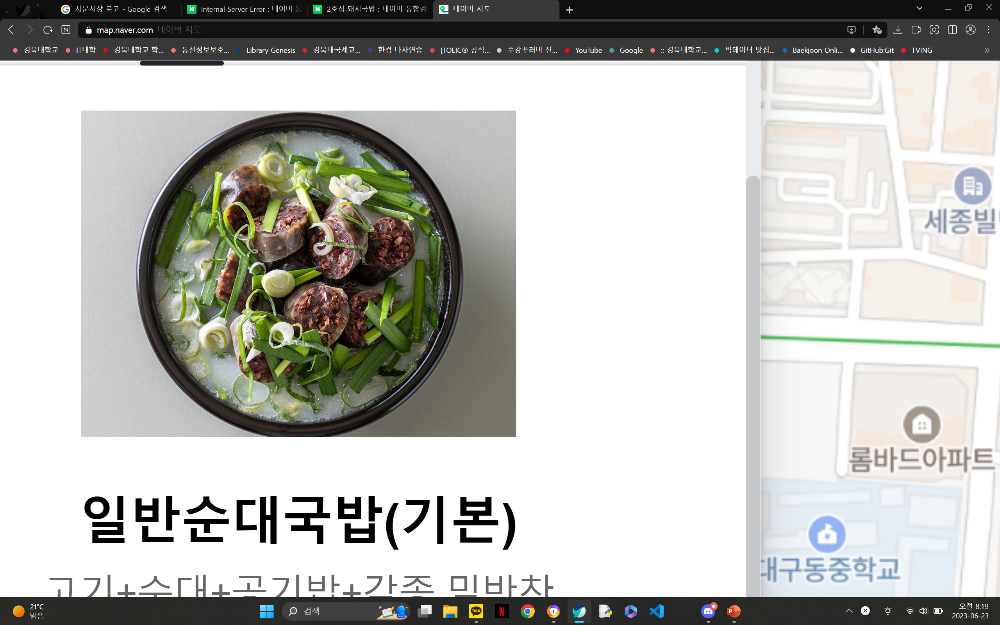 서문시장 로고 - Google 검색
Internal Server Error : 네이버 통
2호집 돼지국밥 : 네이버 통합검
네이버 지도
map.naver.com 네이버 지도
경북대학교
IT대학
경북대학교 학...
통신정보보호...
Library Genesis
경북대국제교...
한컴 타자연습
[TOEIC® 공식...
수강꾸러미 신...
YouTube
Google
:: 경북대학교...
빅데이터 맛집...
Baekjoon Onli...
GitHub:Git
TVING
세종빌
롬바드아파트
대구동중학교
일반순대국밥(기본)
고기+순대+공기밥+각종 밑반찬
21°C
맑음
검색
TALK
오전 8:19
2023-06-23